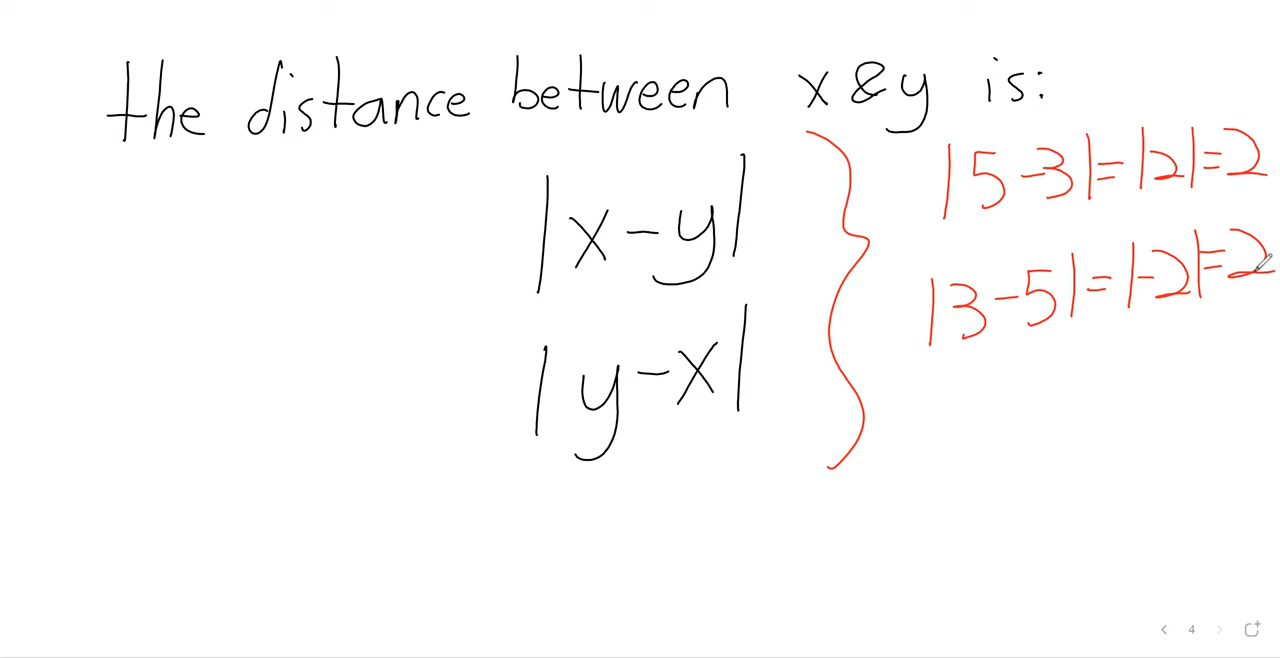 the distance between x & y is:
|x-y|
|y-x|
|5-3|=|2|=2
|3-5|=|-2|=2
4